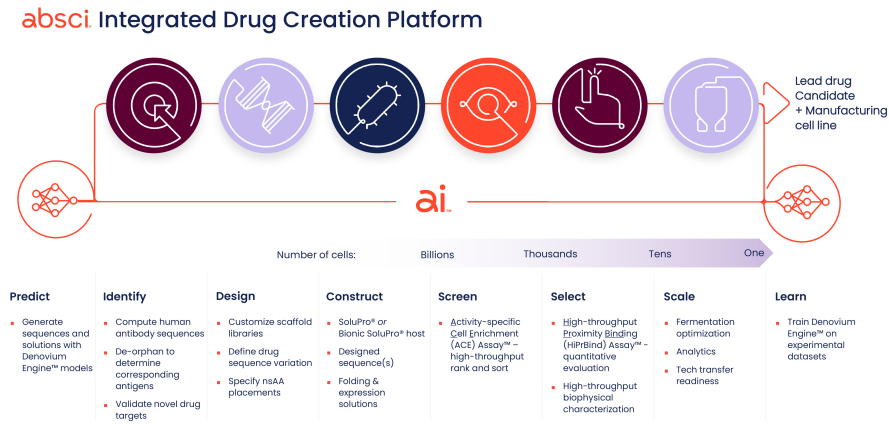 absci. Integrated Drug Creation Platform
Lead drug
Candidate
+ Manufacturing
cell line
ai™
Number of cells: Billions Thousands Tens One
Predict
Generate
sequences and
solutions with
Denovium
Engine™ models
Identify
Compute human
antibody sequences
De-orphan to
determine
corresponding
antigens
Validate novel drug
targets
Design
Customize scaffold
libraries
Define drug
sequence variation
Specify nsAA
placements
Construct
SoluPro® or
Bionic SoluPro® host
Designed
sequence(s)
Folding &
expression
solutions
Screen
Activity-specific
Cell Enrichment
(ACE) Assay™ –
high-throughput
rank and sort
Select
High-throughput
Proximity Binding
(HiPrBind) Assay™ -
quantitative
evaluation
High-throughput
biophysical
characterization
Scale
Fermentation
optimization
Analytics
Tech transfer
readiness
Learn
Train Denovium
Engine™ on
experimental
datasets